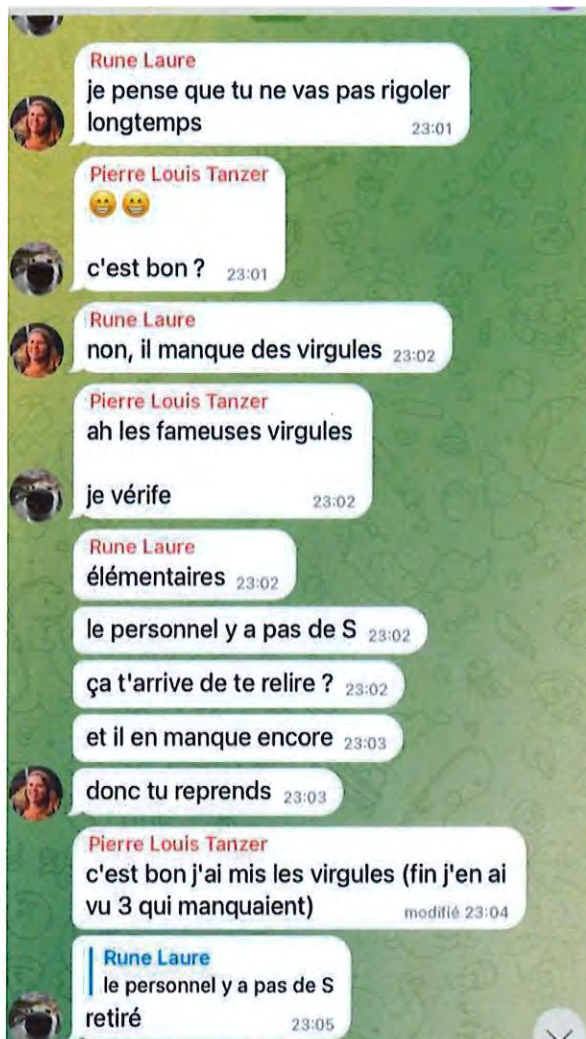 Rune Laure
je pense que tu ne vas pas rigoler
longtemps 23:01
Pierre Louis Tanzer
😁😁
c'est bon ? 23:01
Rune Laure
non, il manque des virgules 23:02
Pierre Louis Tanzer
ah les fameuses virgules
je vérife 23:02
Rune Laure
élémentaires 23:02
le personnel y a pas de S 23:02
ça t'arrive de te relire ? 23:02
et il en manque encore 23:03
donc tu reprends 23:03
Pierre Louis Tanzer
c'est bon j'ai mis les virgules (fin j'en ai
vu 3 qui manquaient) modifié 23:04
Rune Laure
le personnel y a pas de S
retiré 23:05